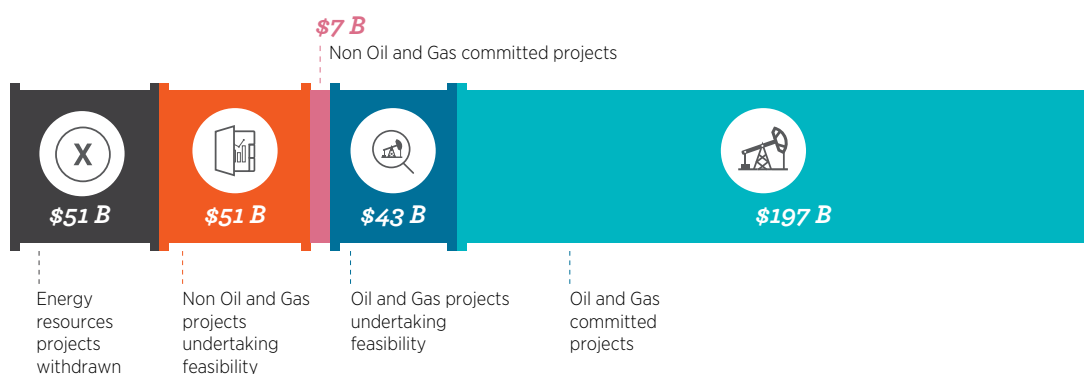 $7 B
Non Oil and Gas committed projects
X
$51 B
$51 B
$43 B
$197 B
Energy
resources
projects
withdrawn
Non Oil and Gas
projects
undertaking
feasibility
Oil and Gas projects
undertaking
feasibility
Oil and Gas
committed
projects